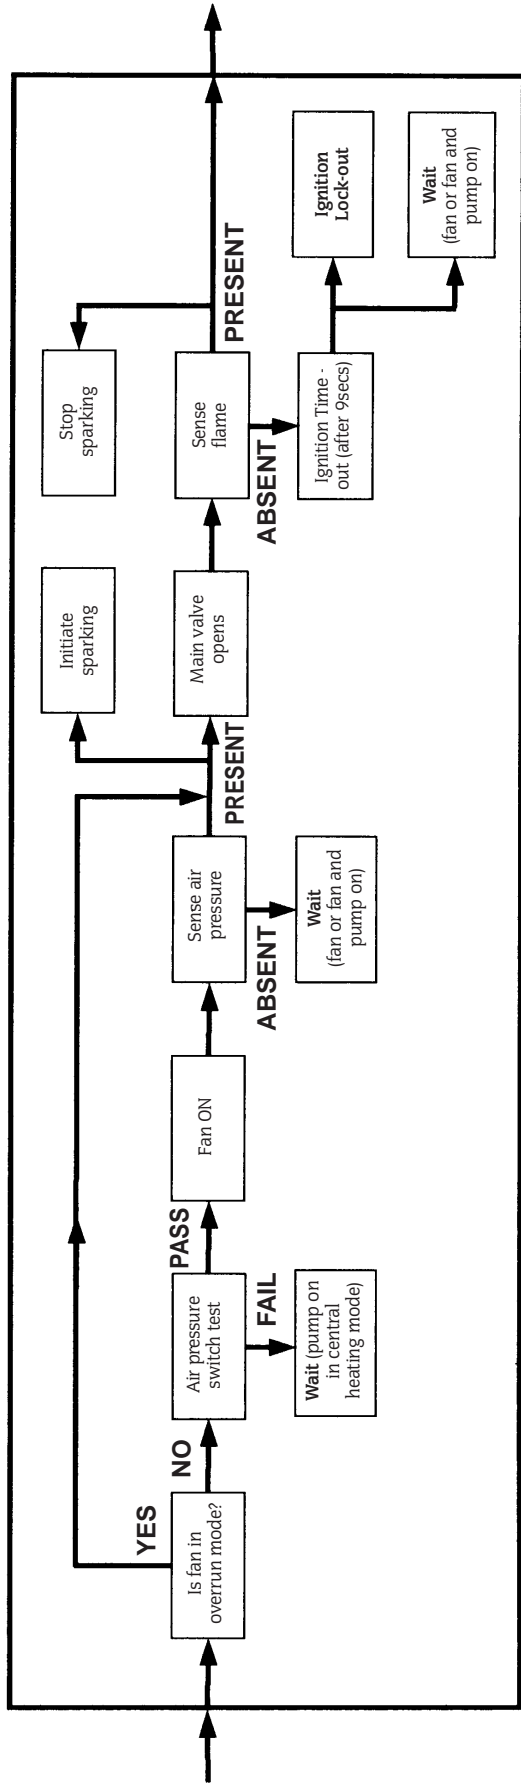 YES
Is fan in
overrun mode?
NO
Air pressure
switch test
PASS
FAIL
Wait (pump on
in central
heating mode)
Fan ON
Sense air
pressure
ABSENT
Wait
(fan or fan and
pump on)
PRESENT
Initiate
sparking
Main valve
opens
Stop
sparking
Sense
flame
PRESENT
ABSENT
Ignition Time -
out (after 9secs)
Ignition
Lock-out
Wait
(fan or fan and
pump on)